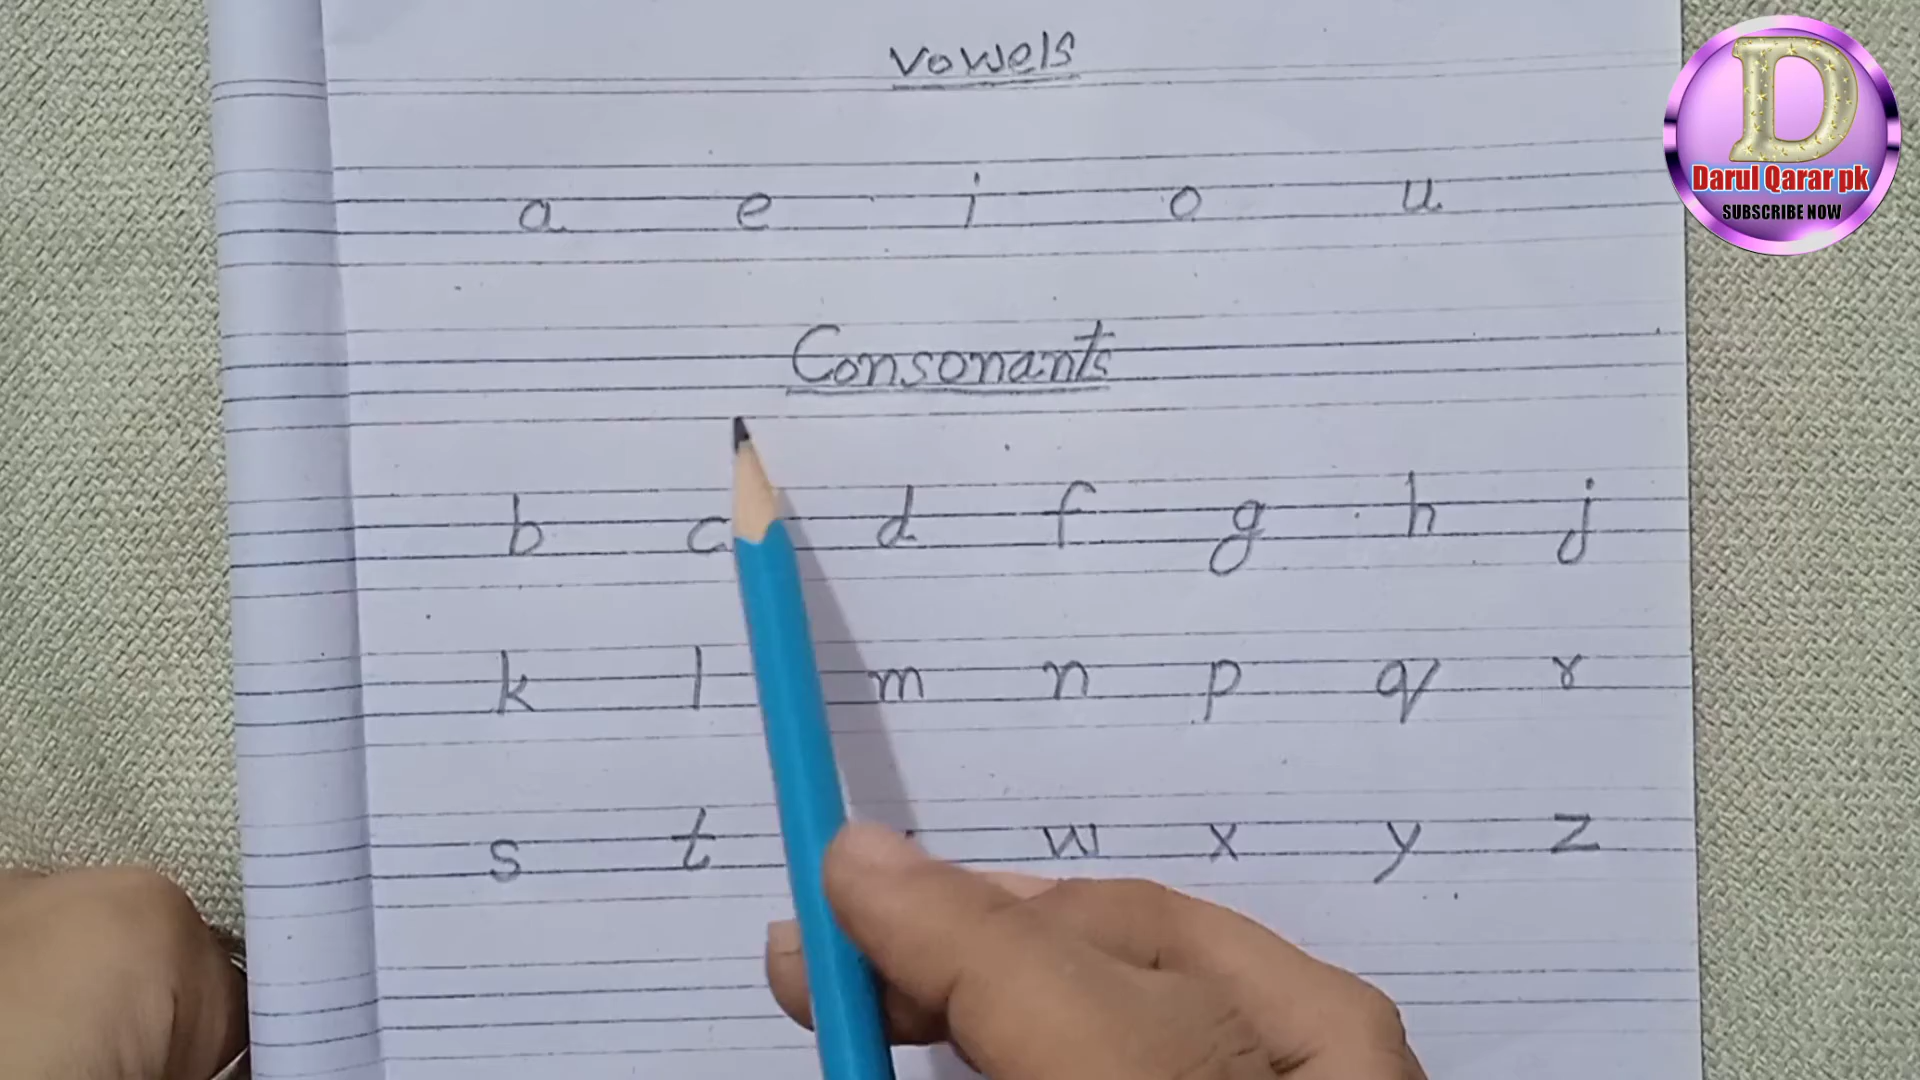 Vowels
a e i o u
Consonants
b c d f g h j
k l m n p q r
s t w x y z
D
Darul Qarar pk
SUBSCRIBE NOW